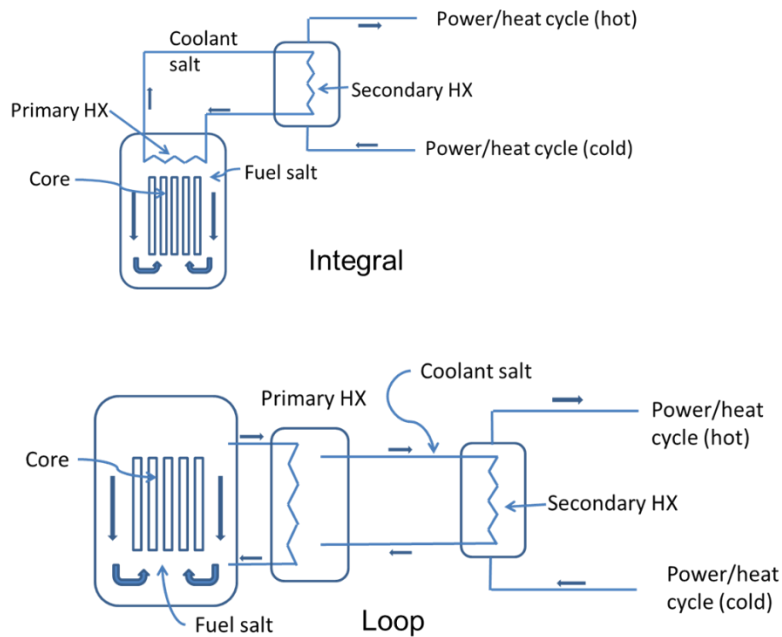 Power/heat cycle (hot)
Coolant
salt
Secondary HX
Primary HX
Power/heat cycle (cold)
Fuel salt
Core
Integral
Coolant salt
Primary HX
Power/heat
cycle (hot)
Core
Secondary HX
Power/heat
cycle (cold)
Fuel salt
Loop